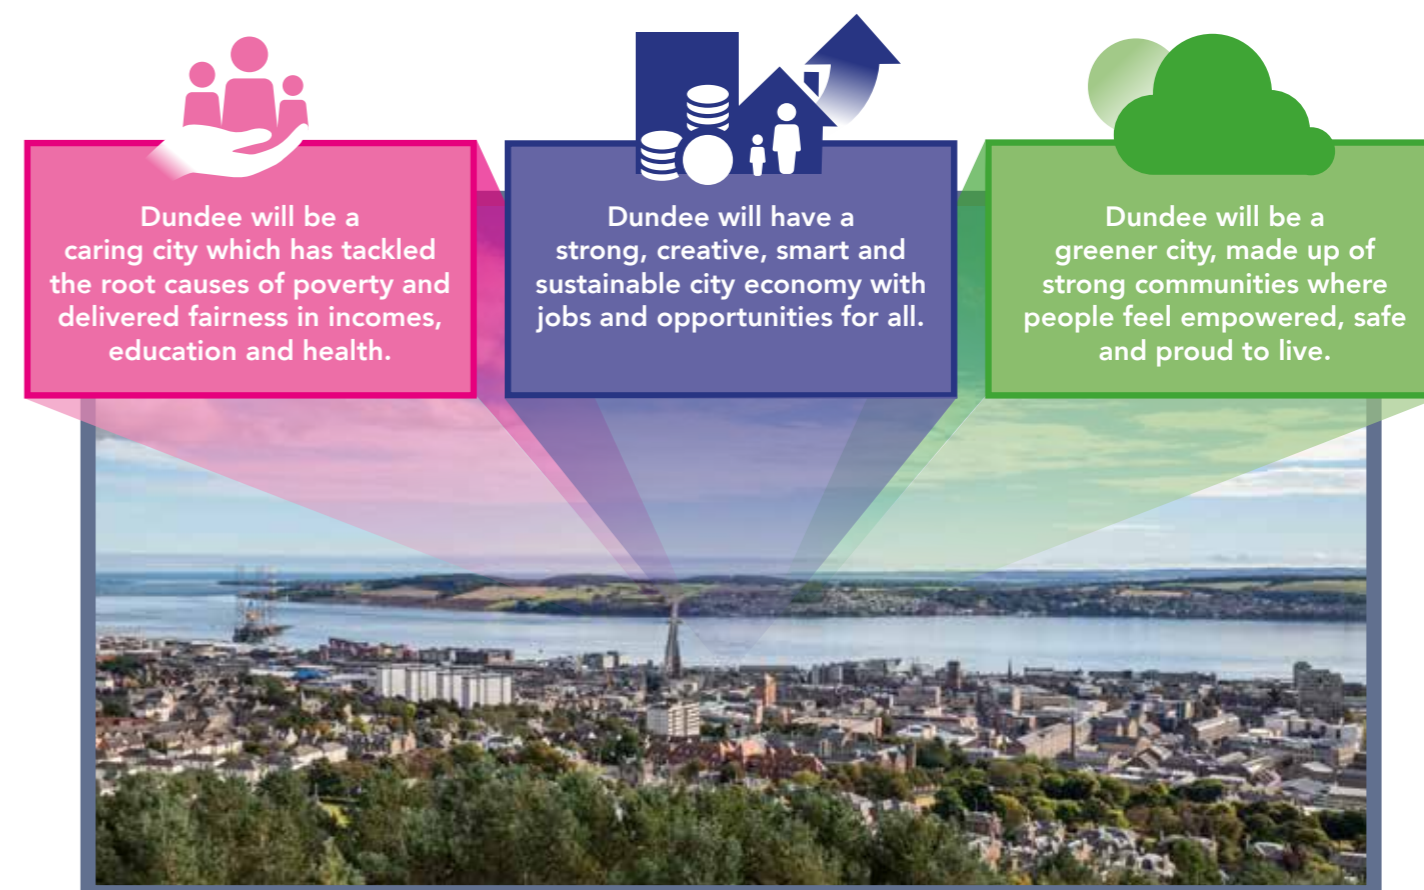 Dundee will be a
caring city which has tackled
the root causes of poverty and
delivered fairness in incomes,
education and health.
Dundee will have a
strong, creative, smart and
sustainable city economy with
jobs and opportunities for all.
Dundee will be a
greener city, made up of
strong communities where
people feel empowered, safe
and proud to live.